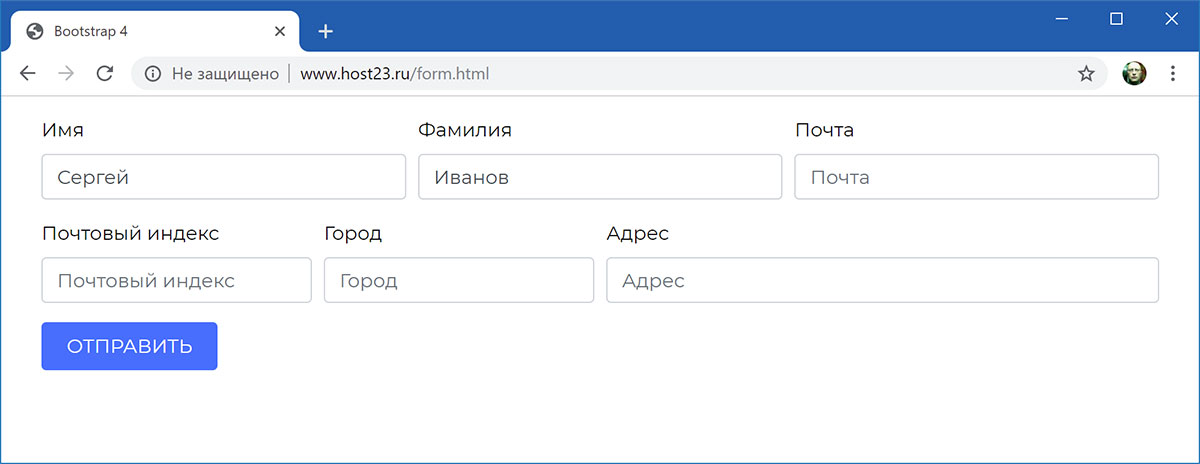 Bootstrap 4
Не защищено www.host23.ru/form.html
Имя Фамилия Почта
Сергей Иванов Почта
Почтовый индекс Город Адрес
Почтовый индекс Город Адрес
ОТПРАВИТЬ